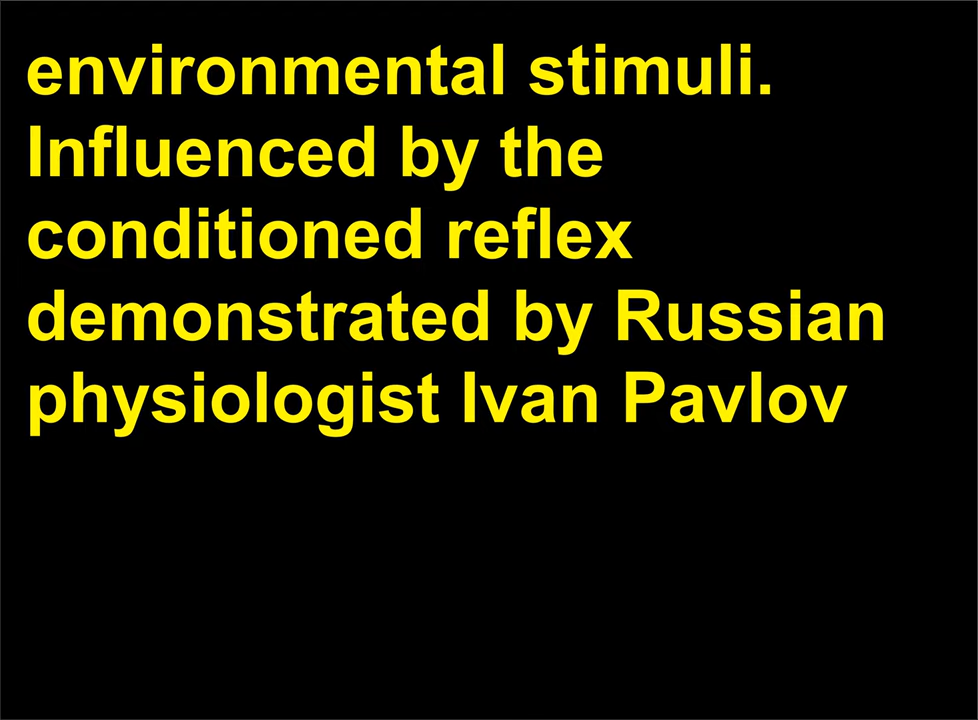 environmental stimuli.
Influenced by the
conditioned reflex
demonstrated by Russian
physiologist Ivan Pavlov